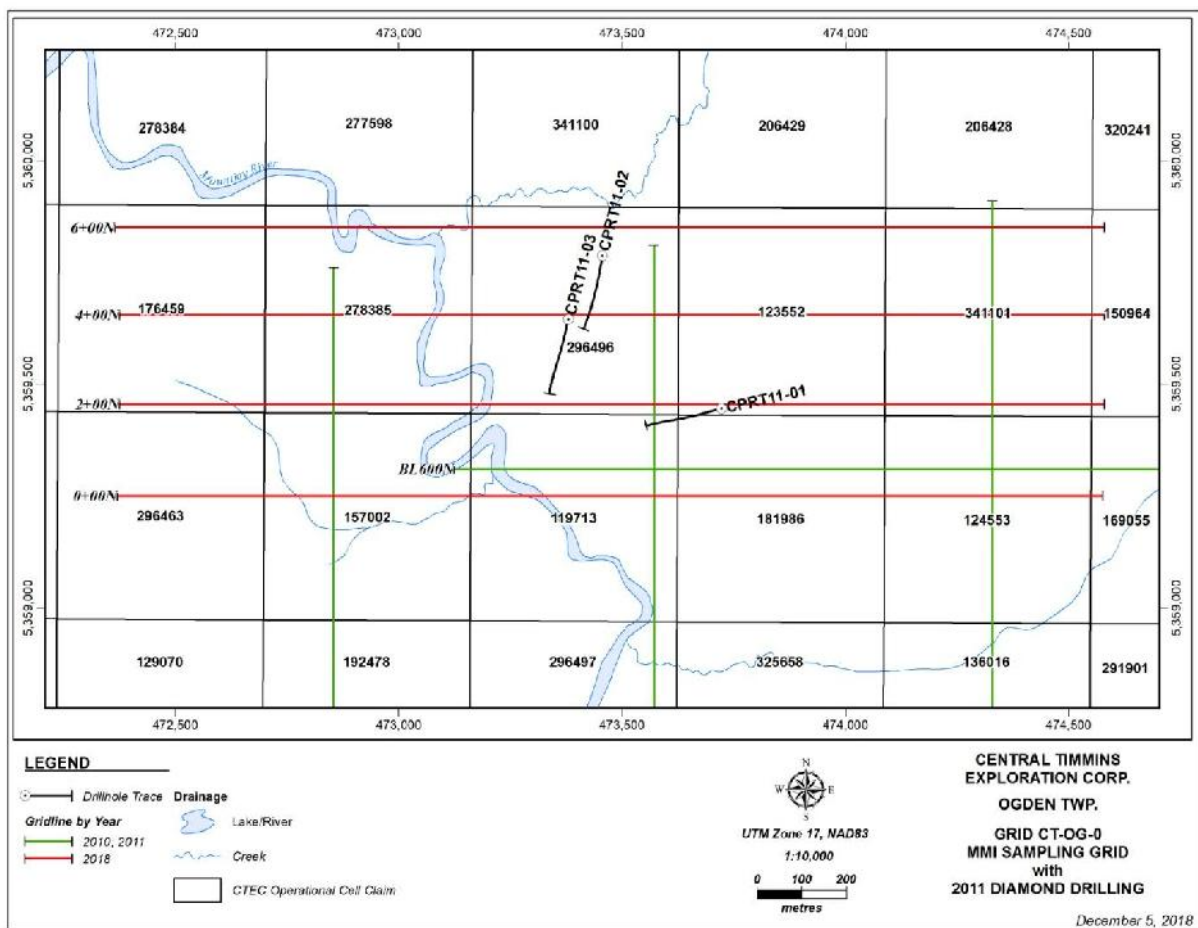 472,500 473,000 473,500 474,000 474,500
5,360,000 5,360,000
278384 277598 341100 206429 206428 320241
CPRT11-02
6+00N
CPRT11-03
4+00N 176459 278385 123552 341101 150964
296496
5,359,500 5,359,500
2+00N CPRT11-01
BL600N
0+00N
296463 157002 119713 181986 124553 169055
5,359,000 5,359,000
129070 192478 296497 325658 136016 291901
472,500 473,000 473,500 474,000 474,500
LEGEND
Drillhole Trace
Gridline by Year
2010, 2011
2018
Drainage
Lake/River
Creek
CTEC Operational Cell Claim
N
W E
S
UTM Zone 17, NAD83
1:10,000
0 100 200
metres
CENTRAL TIMMINS
EXPLORATION CORP.
OGDEN TWP.
GRID CT-OG-0
MMI SAMPLING GRID
with
2011 DIAMOND DRILLING
December 5, 2018